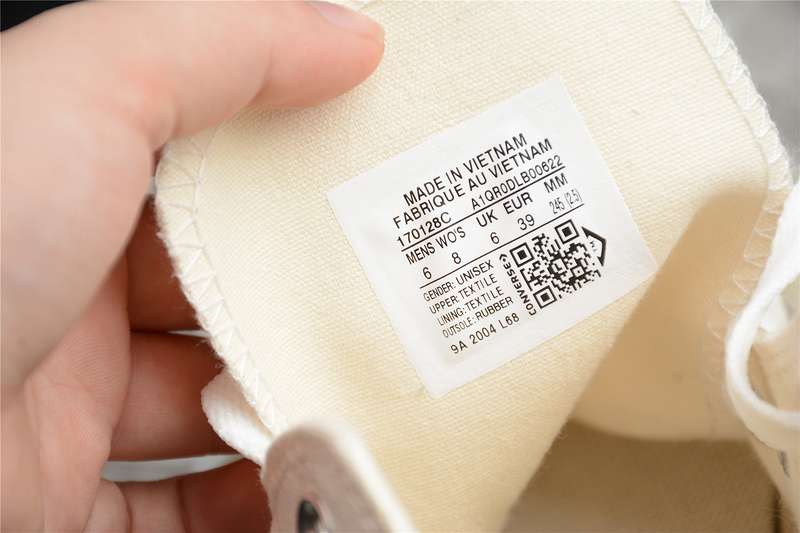 MADE IN VIETNAM
FABRIQUE AU VIETNAM
170128C A1QR0DLB00622
MENS WO'S UK EUR MM
6 8 6 39 245 (2.5)
GENDER: UNISEX
UPPER: TEXTILE
LINING: TEXTILE
OUTSOLE: RUBBER
9A 2004 L68
CONVERSE